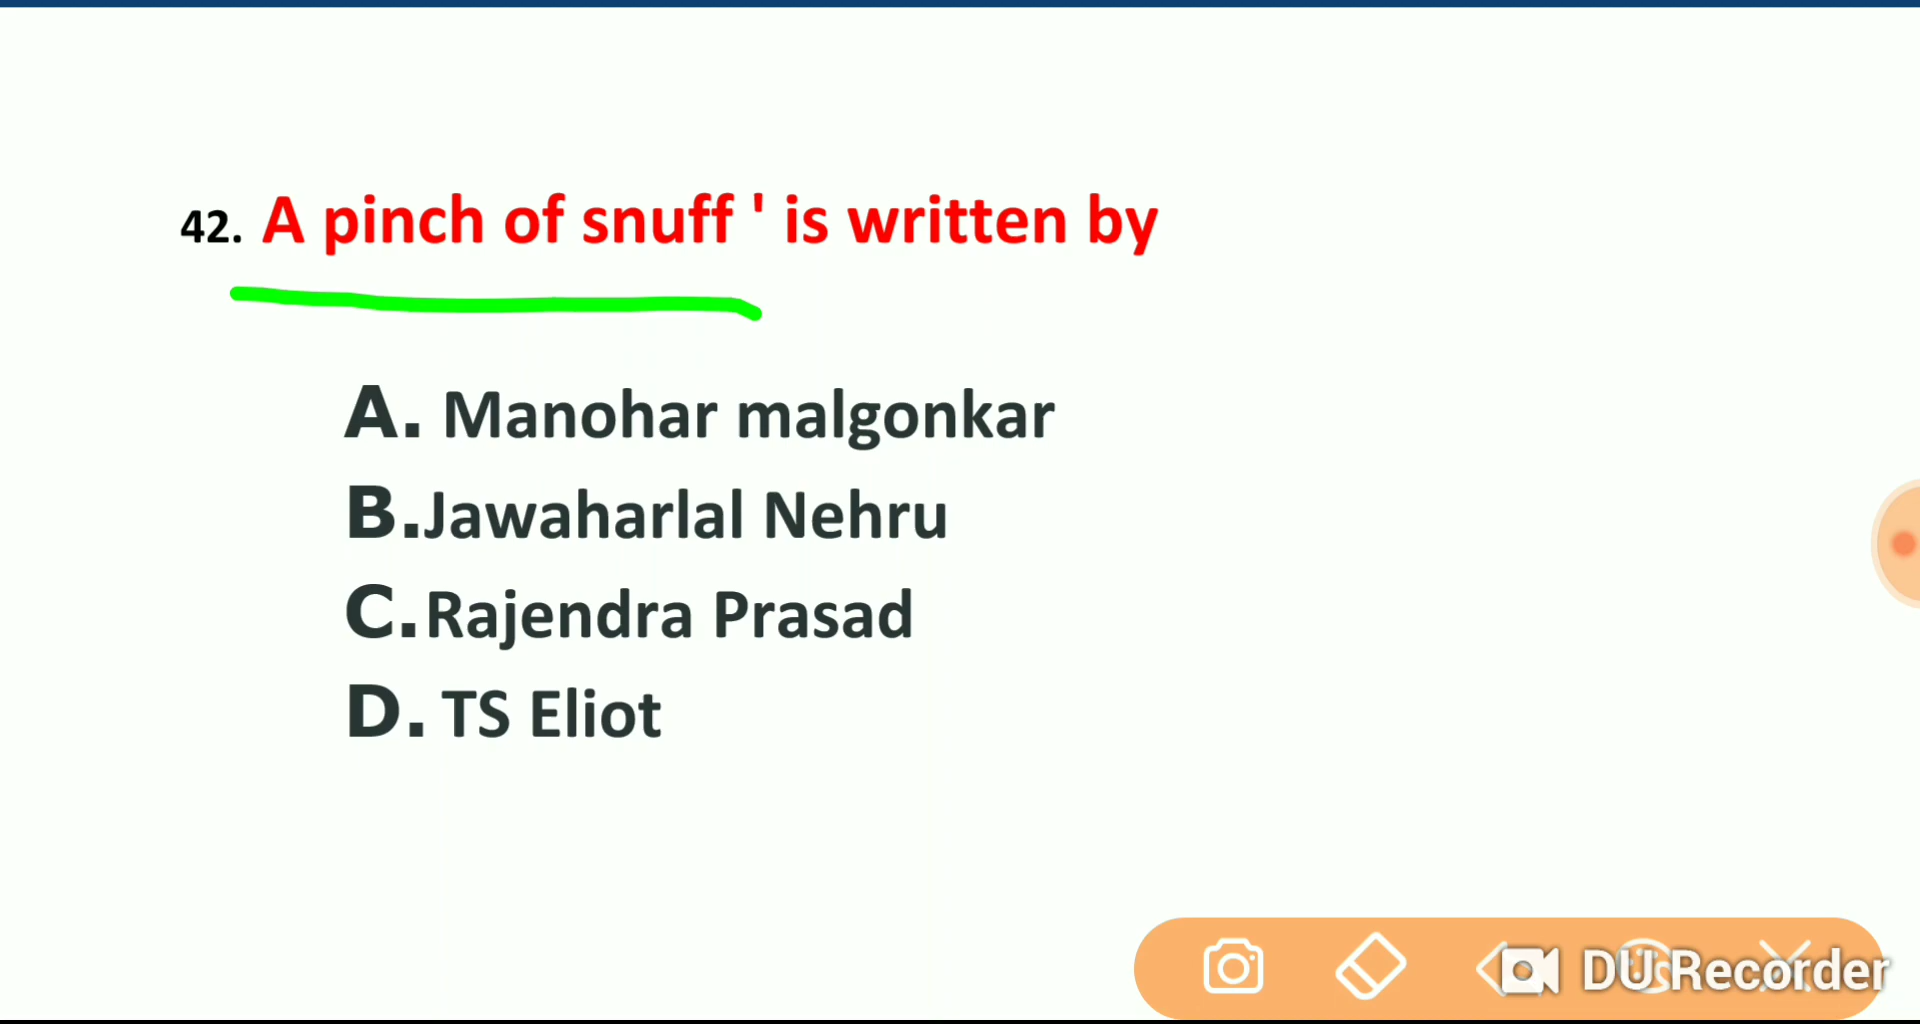 42. A pinch of snuff ' is written by
A. Manohar malgonkar
B.Jawaharlal Nehru
C.Rajendra Prasad
D. TS Eliot
DU Recorder